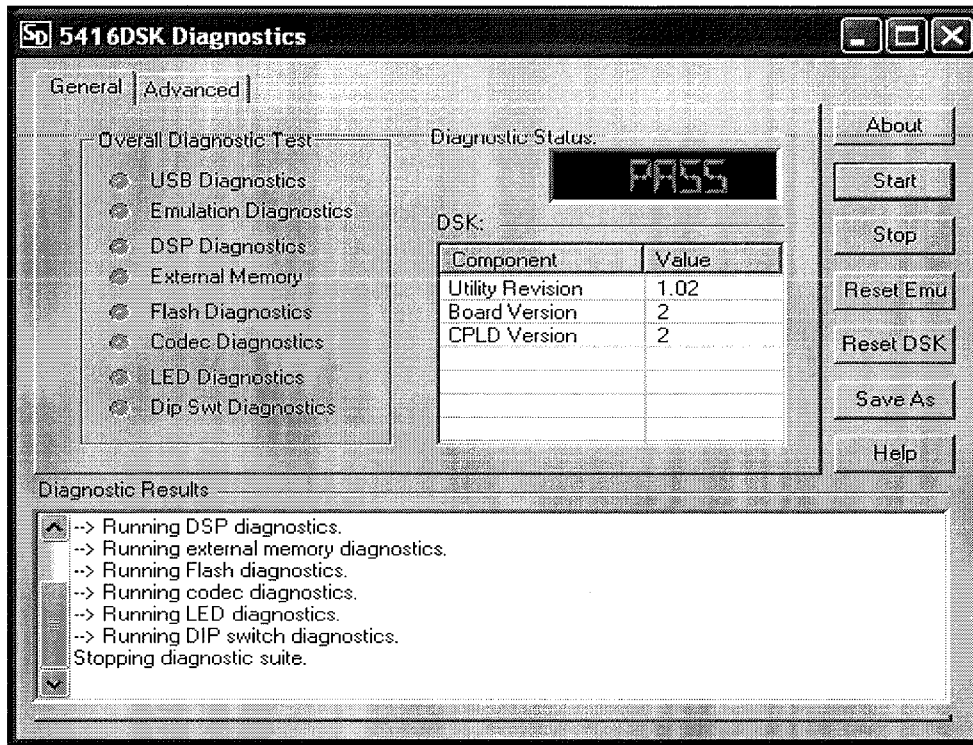 SD 5416DSK Diagnostics
General Advanced
Overall Diagnostic Test
USB Diagnostics
Emulation Diagnostics
DSP Diagnostics
External Memory
Flash Diagnostics
Codec Diagnostics
LED Diagnostics
Dip Swt Diagnostics
Diagnostic Status:
PASS
DSK:
Component Value
Utility Revision 1.02
Board Version 2
CPLD Version 2
About
Start
Stop
Reset Emu
Reset DSK
Save As
Help
Diagnostic Results
--> Running DSP diagnostics.
--> Running external memory diagnostics.
--> Running Flash diagnostics.
--> Running codec diagnostics.
--> Running LED diagnostics.
--> Running DIP switch diagnostics.
Stopping diagnostic suite.